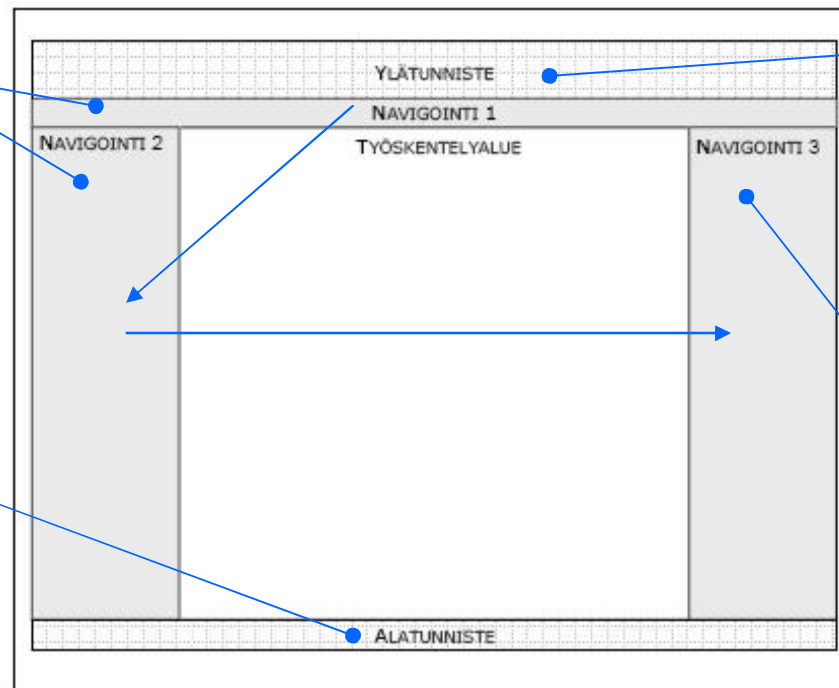 YLÄTUNNISTE
NAVIGOINTI 1
NAVIGOINTI 2
TYÖSKENTELYALUE
NAVIGOINTI 3
ALATUNNISTE